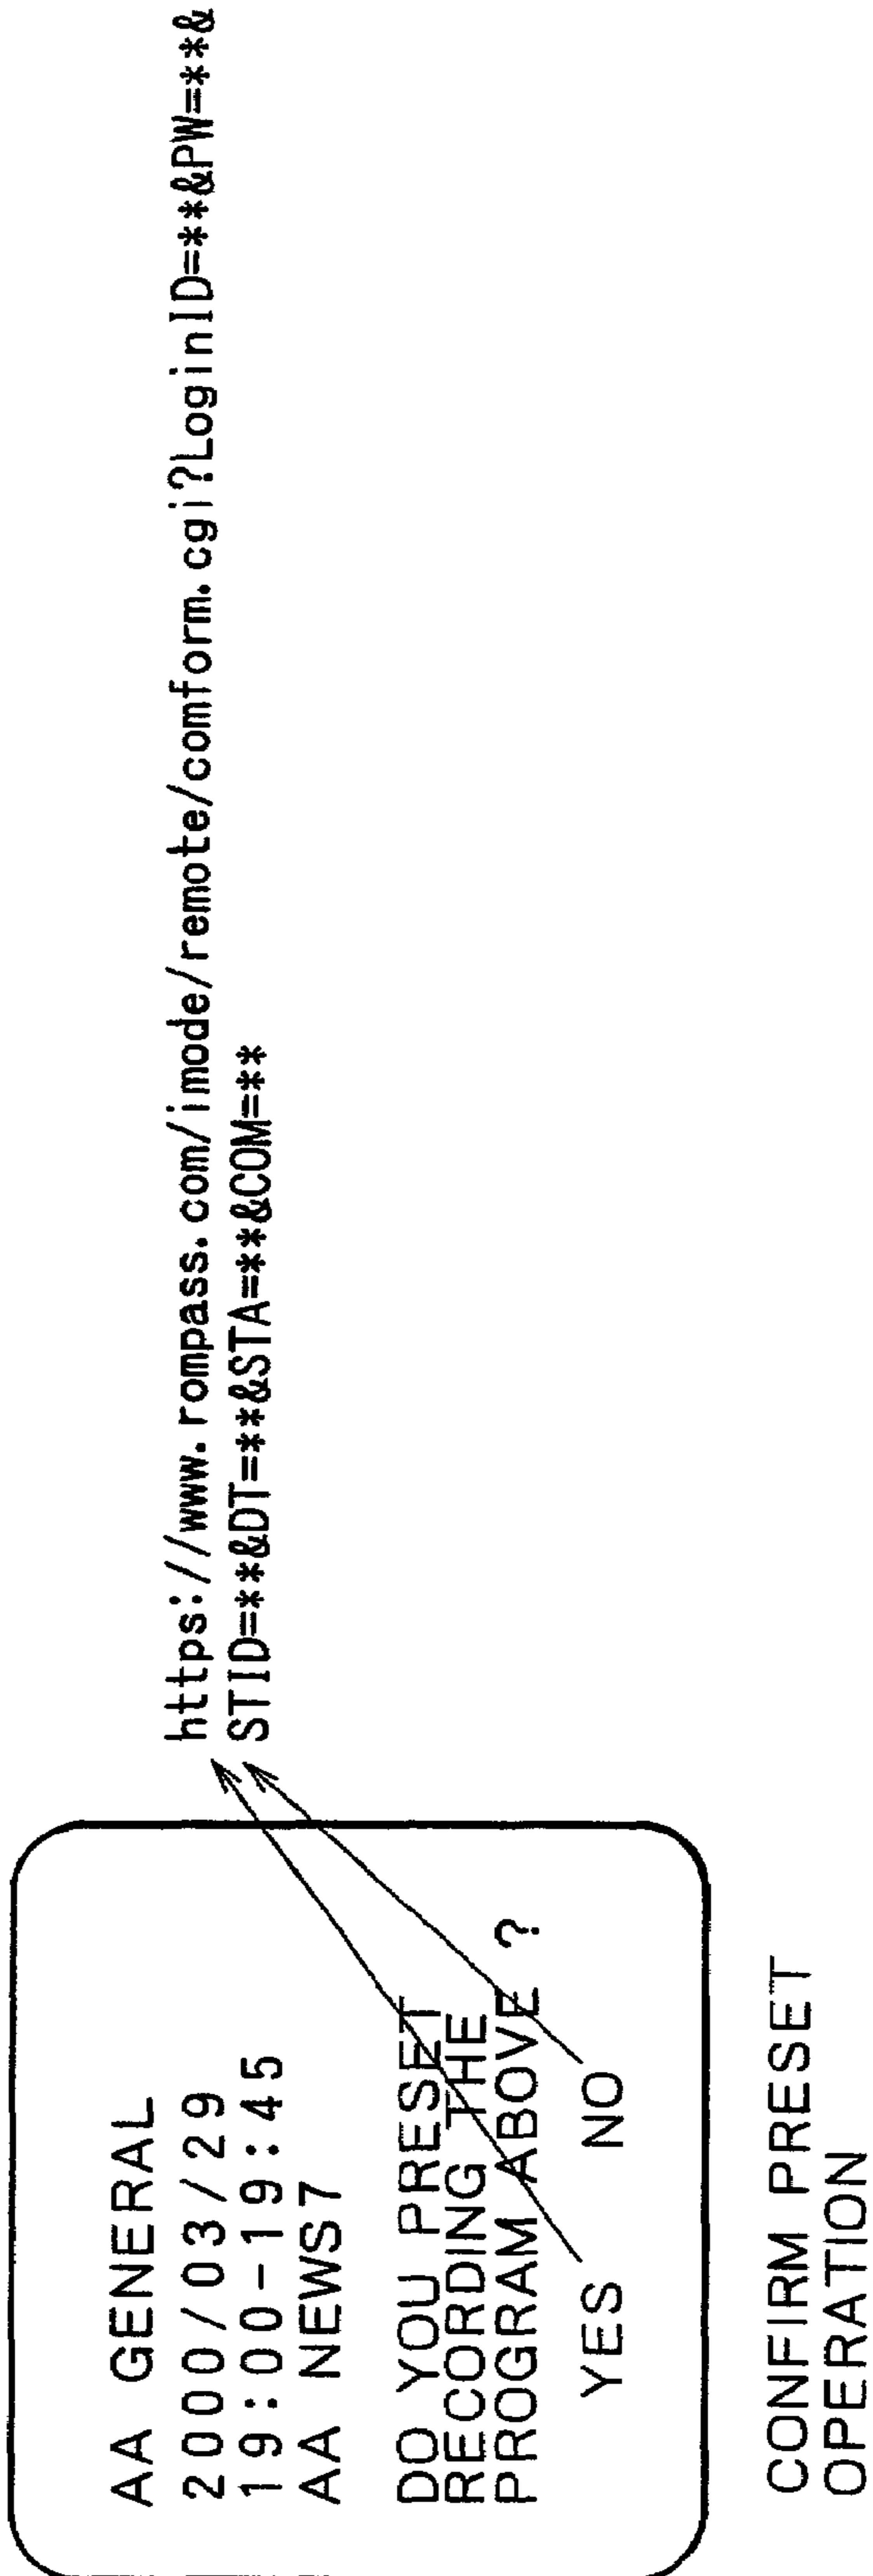 AA GENERAL
2000/03/29
19:00-19:45
AA NEWS7
DO YOU PRESET
RECORDING THE
PROGRAM ABOVE ?
YES NO
https://www.rompass.com/imode/remote/comform.cgi?LoginID=**&PW=**&
STID=**&DT=**&STA=**&COM=**
CONFIRM PRESET
OPERATION